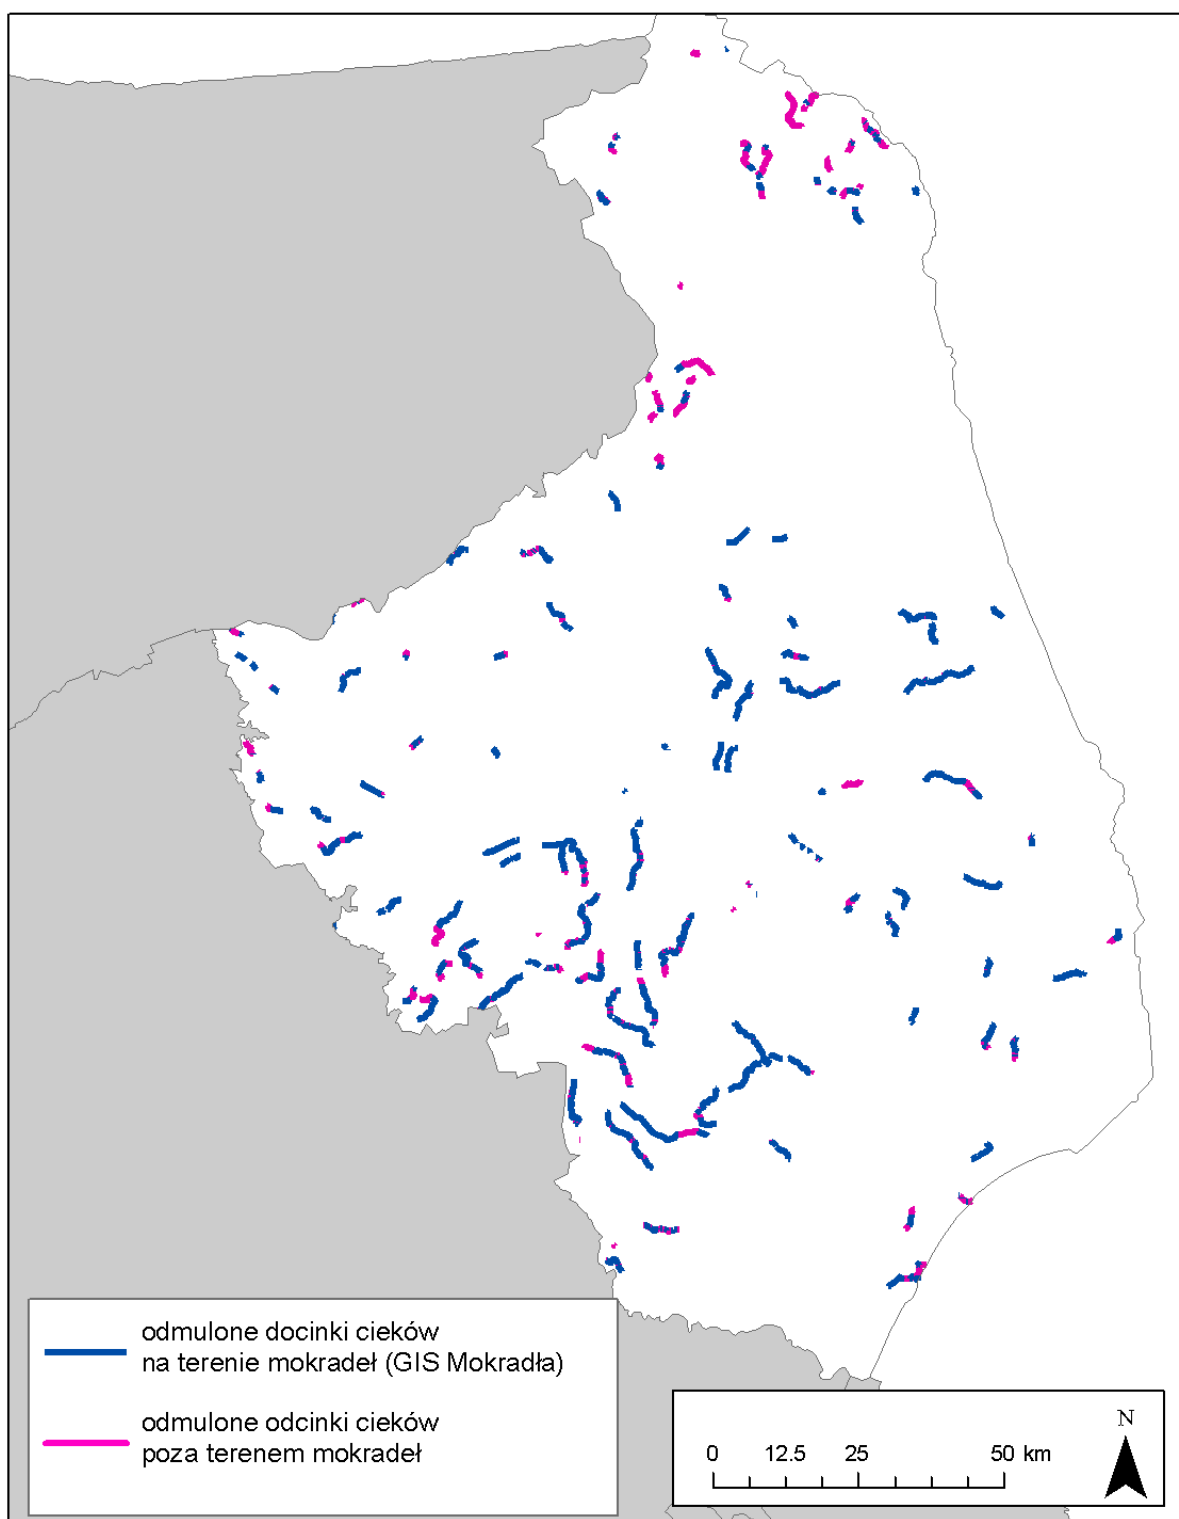 odmulone docinki cieków
na terenie mokradeł (GIS Mokradła)
odmulone odcinki cieków
poza terenem mokradeł
N
0 12.5 25 50 km